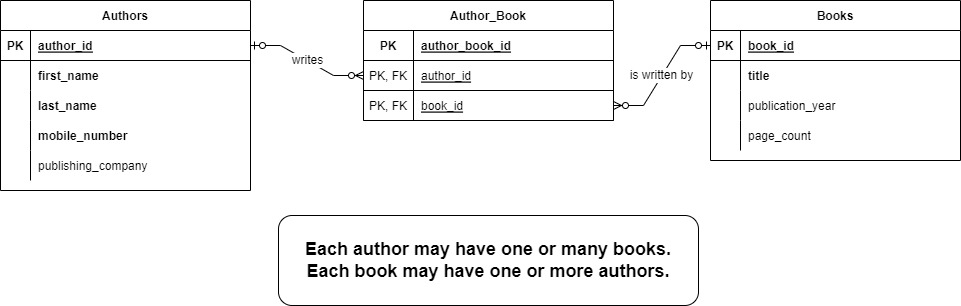 Authors
PK author_id
first_name
last_name
mobile_number
publishing_company
writes
Author_Book
PK author_book_id
PK, FK author_id
PK, FK book_id
is written by
Books
PK book_id
title
publication_year
page_count
Each author may have one or many books.
Each book may have one or more authors.